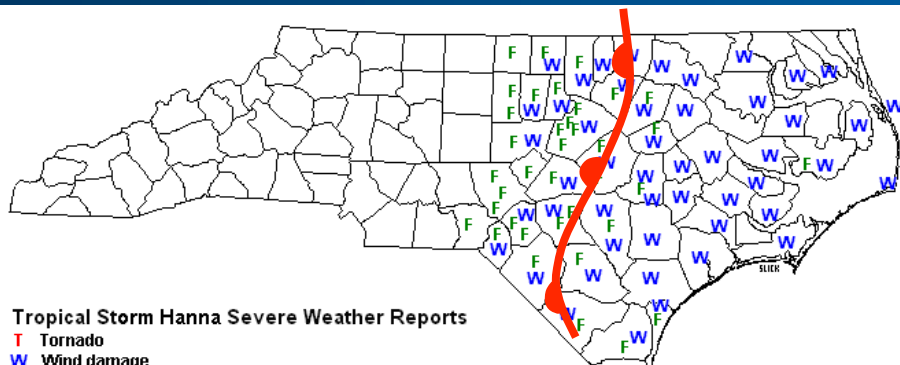 F F W F W W W W
W W W W
F F F F W F
F W W F W W W W
F F F W F W W
F W F F W
W W W W F W
F F F W W W W
F F W W W
F W W F W W
F F F F W
F F W W W W
F F W SLICK
W W W
W W
F F
F W
Tropical Storm Hanna Severe Weather Reports
T Tornado
W Wind damage